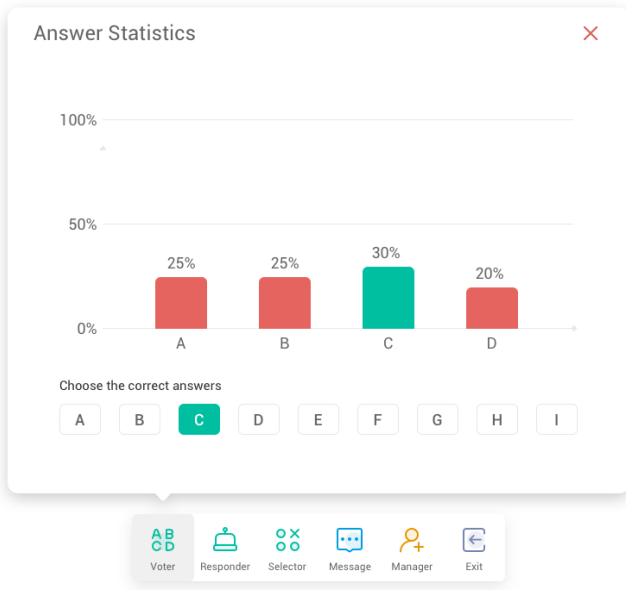 Answer Statistics
100%
50%
30%
25% 25%
20%
0%
A B C D
Choose the correct answers
A B C D E F G H I
A B
C D
Voter Responder Selector Message Manager Exit